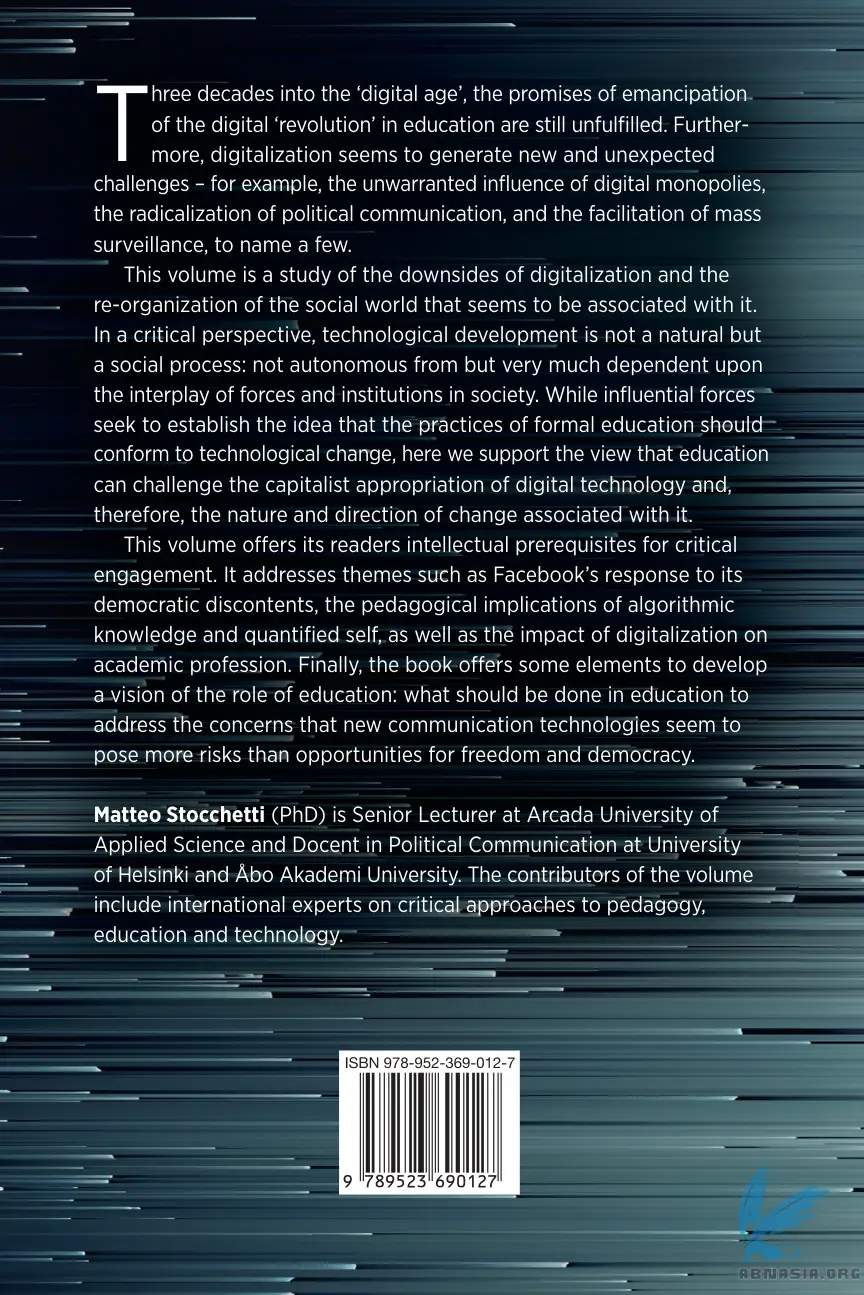 Three decades into the ‘digital age’, the promises of emancipation
of the digital ‘revolution’ in education are still unfulfilled. Further-
more, digitalization seems to generate new and unexpected
challenges – for example, the unwarranted influence of digital monopolies,
the radicalization of political communication, and the facilitation of mass
surveillance, to name a few.
This volume is a study of the downsides of digitalization and the
re-organization of the social world that seems to be associated with it.
In a critical perspective, technological development is not a natural but
a social process: not autonomous from but very much dependent upon
the interplay of forces and institutions in society. While influential forces
seek to establish the idea that the practices of formal education should
conform to technological change, here we support the view that education
can challenge the capitalist appropriation of digital technology and,
therefore, the nature and direction of change associated with it.
This volume offers its readers intellectual prerequisites for critical
engagement. It addresses themes such as Facebook’s response to its
democratic discontents, the pedagogical implications of algorithmic
knowledge and quantified self, as well as the impact of digitalization on
academic profession. Finally, the book offers some elements to develop
a vision of the role of education: what should be done in education to
address the concerns that new communication technologies seem to
pose more risks than opportunities for freedom and democracy.
Matteo Stocchetti (PhD) is Senior Lecturer at Arcada University of
Applied Science and Docent in Political Communication at University
of Helsinki and Åbo Akademi University. The contributors of the volume
include international experts on critical approaches to pedagogy,
education and technology.
ISBN 978-952-369-012-7
9 789523 690127
ABNASIA.ORG